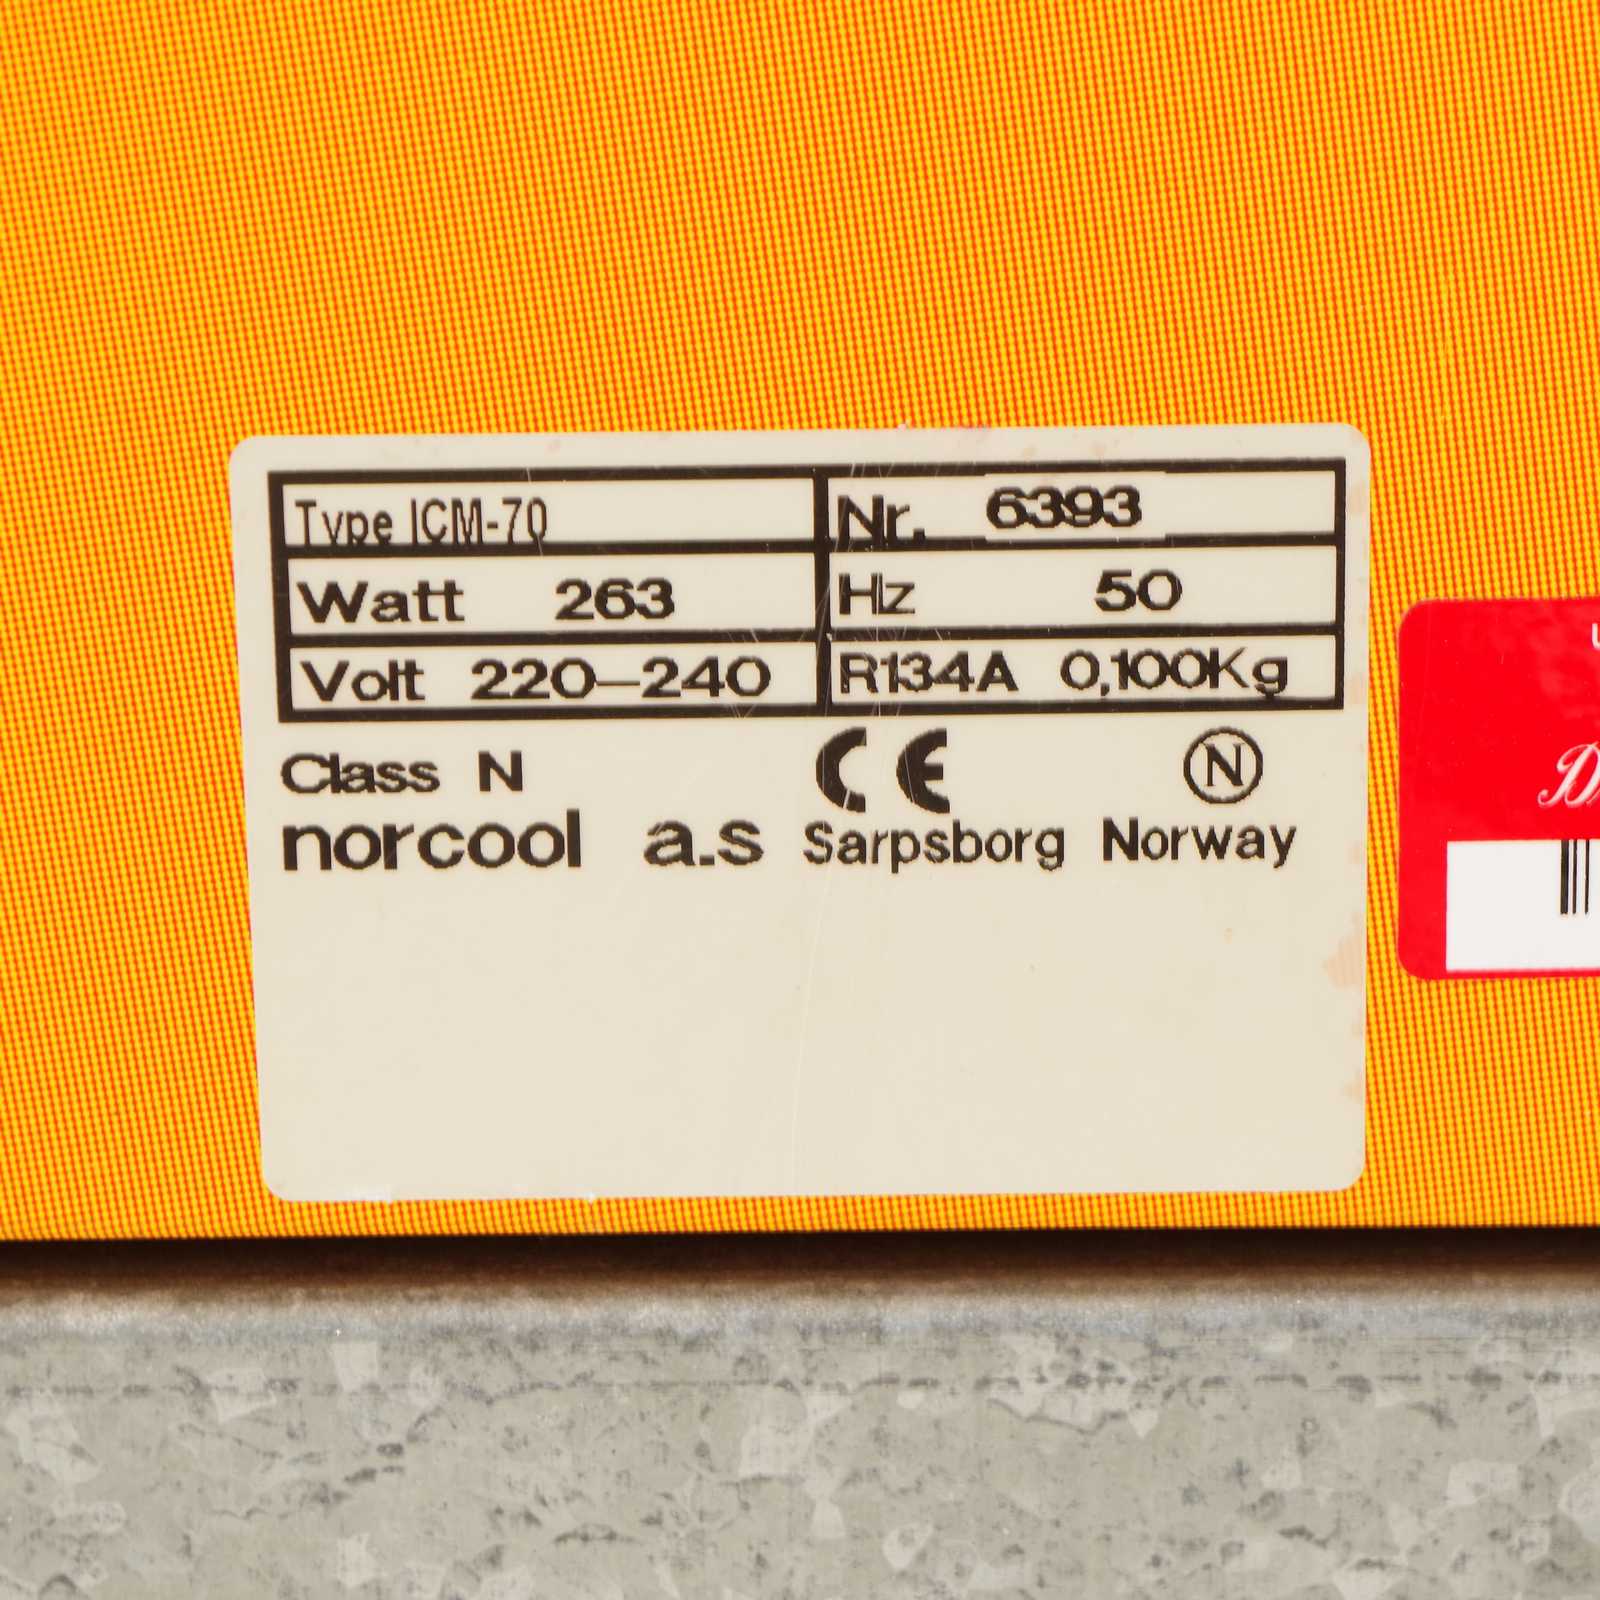 Type ICM-70 Nr. 6393
Watt 263 Hz 50
Volt 220-240 R134A 0,100Kg
Class N CE N
norcool a.s Sarpsborg Norway